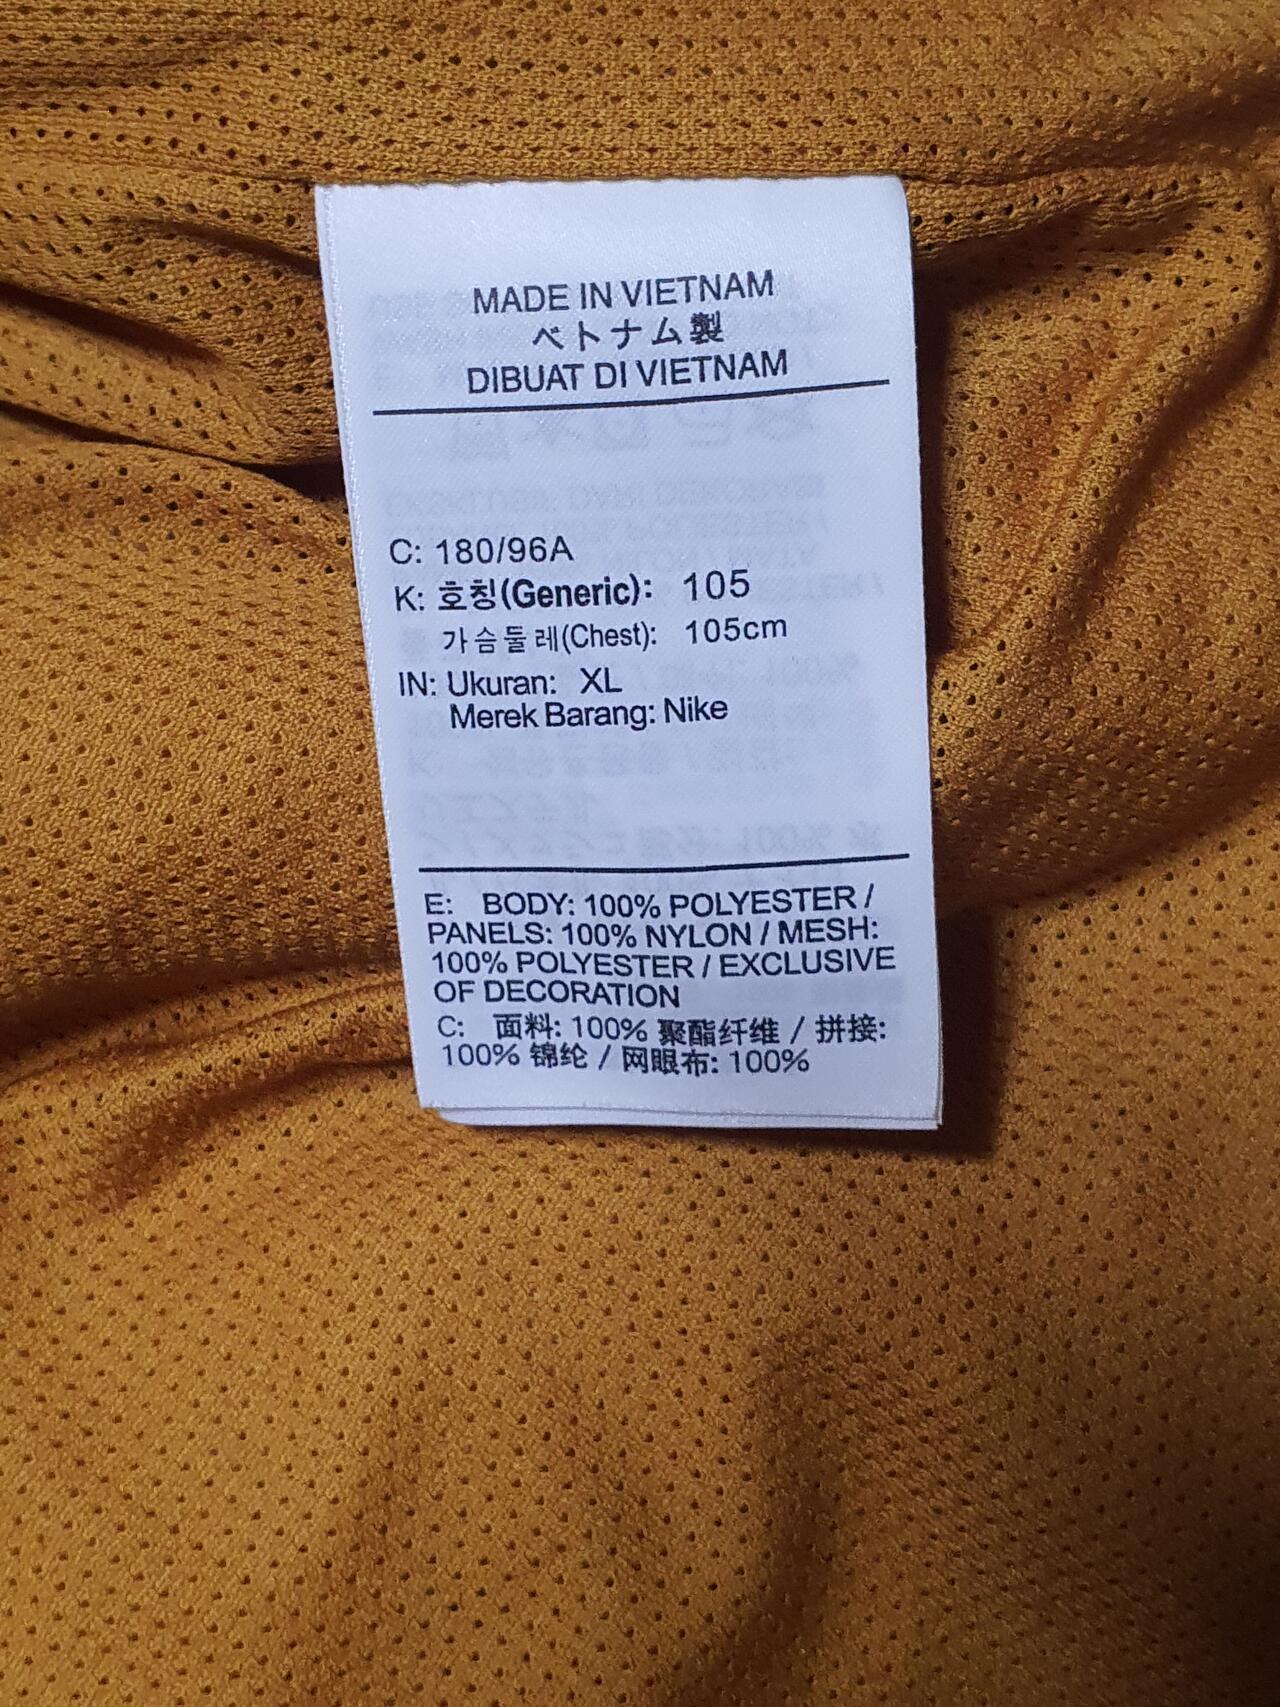 MADE IN VIETNAM
ベトナム製
DIBUAT DI VIETNAM
C: 180/96A
K: 호칭(Generic): 105
가슴둘레(Chest): 105cm
IN: Ukuran: XL
Merek Barang: Nike
E: BODY: 100% POLYESTER /
PANELS: 100% NYLON / MESH:
100% POLYESTER / EXCLUSIVE
OF DECORATION
C: 面料: 100% 聚酯纤维 / 拼接:
100% 锦纶 / 网眼布: 100%